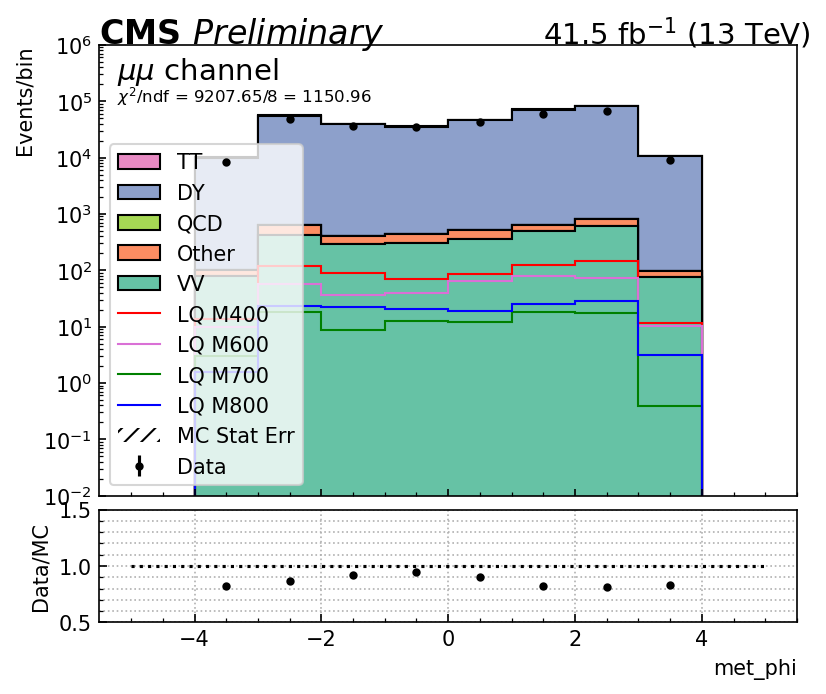 CMS Preliminary 41.5 fb⁻¹ (13 TeV)
Events/bin
10⁶
10⁵
10⁴
10³
10²
10¹
10⁰
10⁻¹
10⁻²
μμ channel
χ²/ndf = 9207.65/8 = 1150.96
TT
DY
QCD
Other
VV
LQ M400
LQ M600
LQ M700
LQ M800
MC Stat Err
Data
Data/MC
1.5
1.0
0.5
−4 −2 0 2 4
met_phi